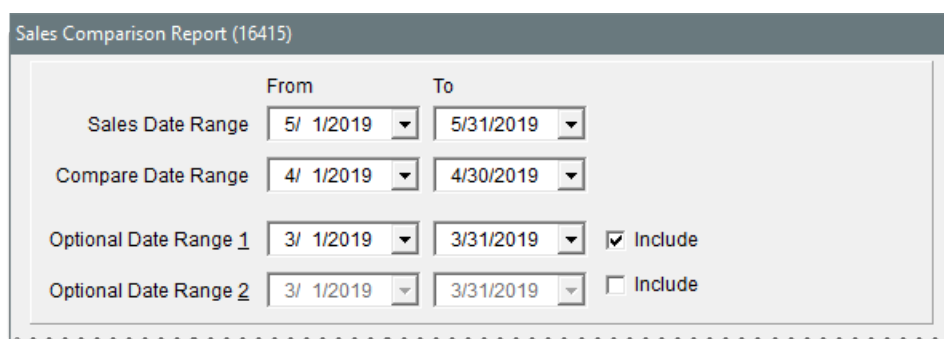 Sales Comparison Report (16415)
From To
Sales Date Range 5/ 1/2019 5/31/2019
Compare Date Range 4/ 1/2019 4/30/2019
Optional Date Range 1 3/ 1/2019 3/31/2019 Include
Optional Date Range 2 3/ 1/2019 3/31/2019 Include